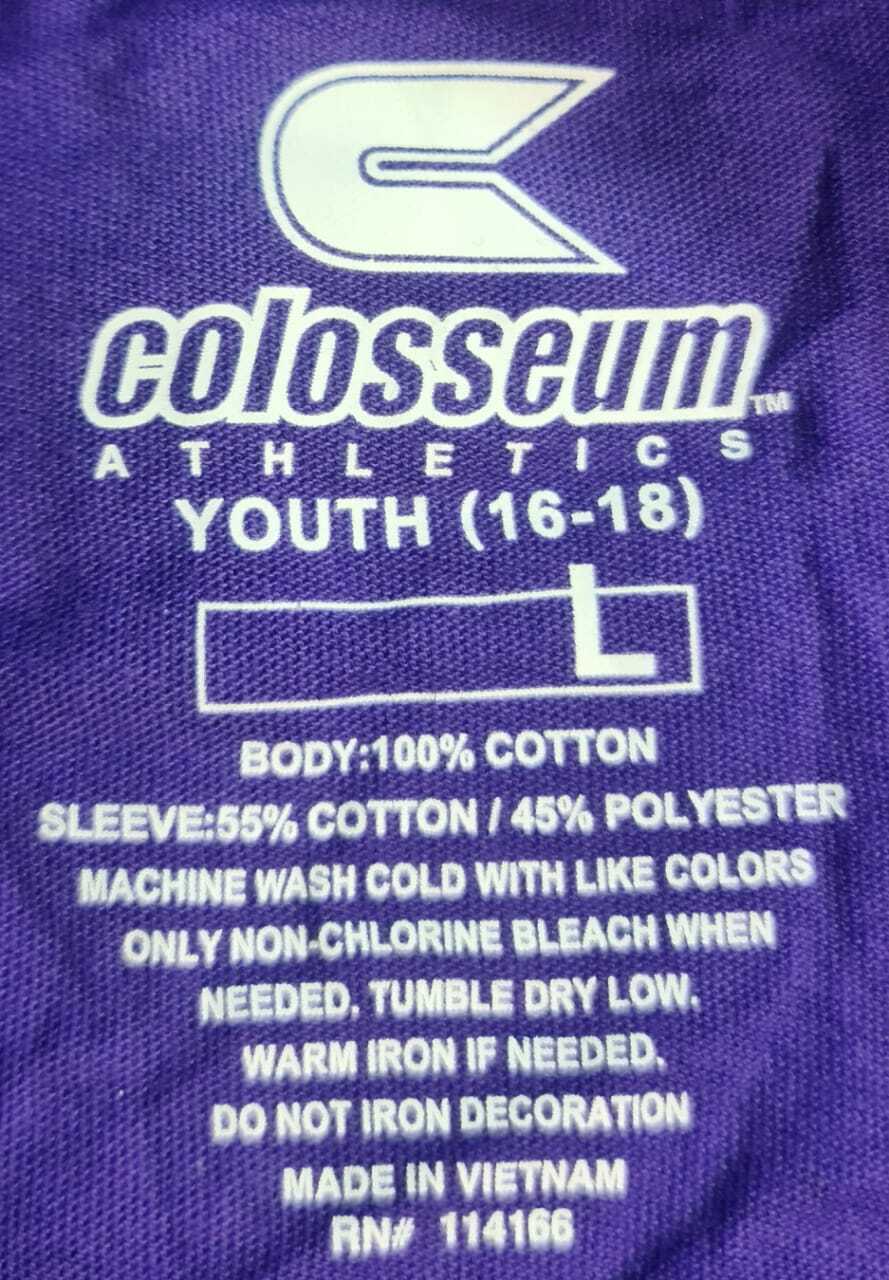 colosseum™
ATHLETICS
YOUTH (16-18)
L
BODY:100% COTTON
SLEEVE:55% COTTON / 45% POLYESTER
MACHINE WASH COLD WITH LIKE COLORS
ONLY NON-CHLORINE BLEACH WHEN
NEEDED. TUMBLE DRY LOW.
WARM IRON IF NEEDED.
DO NOT IRON DECORATION
MADE IN VIETNAM
RN# 114166